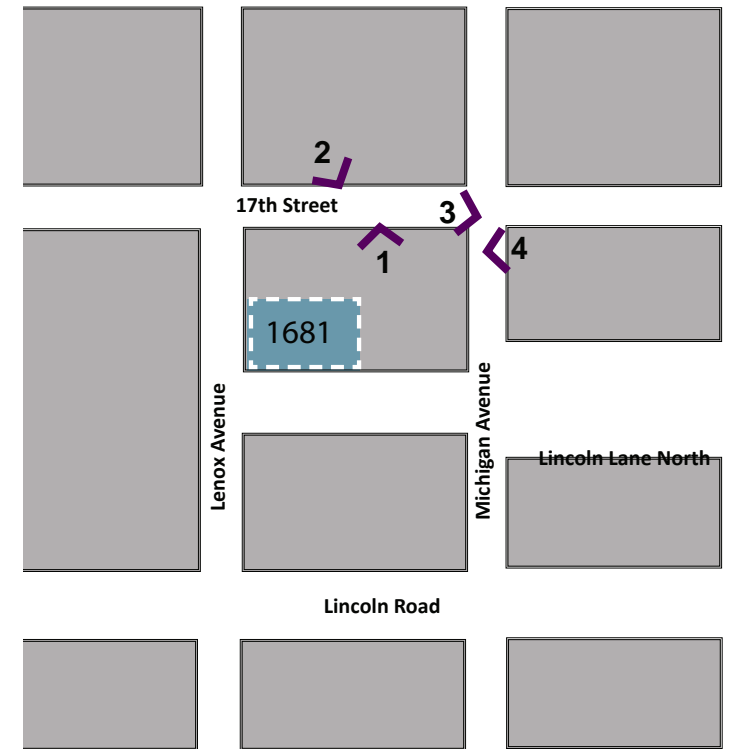 2
17th Street
3
4
1
1681
Lenox Avenue
Michigan Avenue
Lincoln Lane North
Lincoln Road